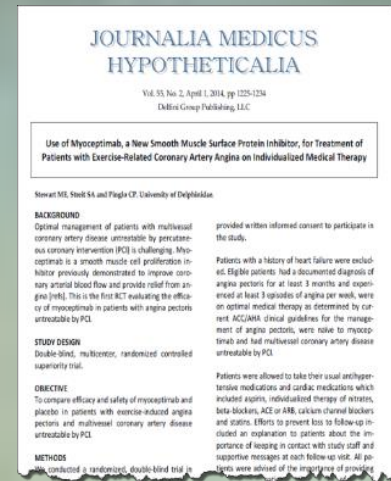 JOURNALIA MEDICUS
HYPOTHETICALIA
Vol. 53, No. 2, April 1, 2014, pp 1225-1234
Delfini Group Publishing, LLC
Use of Myoceptimab, a New Smooth Muscle Surface Protein Inhibitor, for Treatment of
Patients with Exercise-Related Coronary Artery Angina on Individualized Medical Therapy
Stewart ME, Streit SA and Pingle CP. University of Delphinidae
BACKGROUND
Optimal management of patients with multivessel
coronary artery disease untreatable by percutane-
ous coronary intervention (PCI) is challenging. Myo-
ceptimab is a smooth muscle cell proliferation in-
hibitor previously demonstrated to improve coro-
nary arterial blood flow and provide relief from an-
gina [refs]. This is the first RCT evaluating the effica-
cy of myoceptimab in patients with angina pectoris
untreatable by PCI.
STUDY DESIGN
Double-blind, multicenter, randomized controlled
superiority trial.
OBJECTIVE
To compare efficacy and safety of myoceptimab and
placebo in patients with exercise-induced angina
pectoris and multivessel coronary artery disease
untreatable by PCI.
METHODS
We conducted a randomized, double-blind trial in
provided written informed consent to participate in
the study.
Patients with a history of heart failure were exclud-
ed. Eligible patients had a documented diagnosis of
angina pectoris for at least 3 months and experi-
enced at least 3 episodes of angina per week, were
on optimal medical therapy as determined by cur-
rent ACC/AHA clinical guidelines for the manage-
ment of angina pectoris, were naïve to myocep-
timab and had multivessel coronary artery disease
untreatable by PCI.
Patients were allowed to take their usual antihyper-
tensive medications and cardiac medications which
included aspirin, individualized therapy of nitrates,
beta-blockers, ACE or ARB, calcium channel blockers
and statins. Efforts to prevent loss to follow-up in-
cluded an explanation to patients about the im-
portance of keeping in contact with study staff and
supportive messages at each follow-up visit. All pa-
tients were advised of the importance of providing